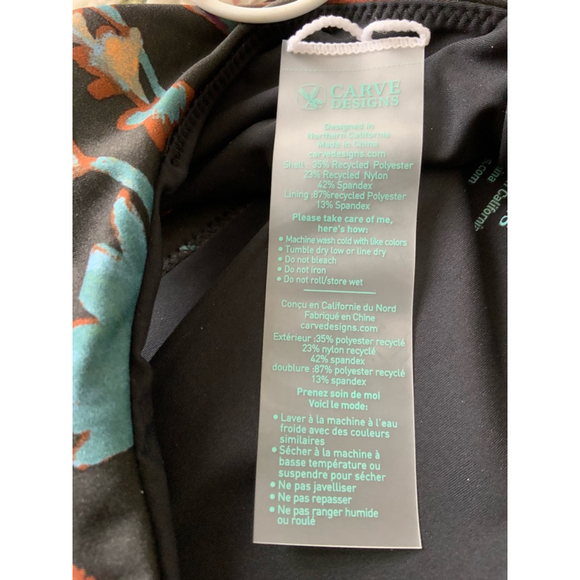 CARVE
DESIGNS
Designed in
Northern California
Made in China
carvedesigns.com
Shell : 35% Recycled Polyester
23% Recycled Nylon
42% Spandex
Lining :87%recycled Polyester
13% Spandex
Please take care of me,
here's how:
• Machine wash cold with like colors
• Tumble dry low or line dry
• Do not bleach
• Do not iron
• Do not roll/store wet
Conçu en Californie du Nord
Fabriqué en Chine
carvedesigns.com
Extérieur :35% polyester recyclé
23% nylon recyclé
42% spandex
doublure :87% polyester recyclé
13% spandex
Prenez soin de moi
Voici le mode:
• Laver à la machine à l'eau
froide avec des couleurs
similaires
• Sécher à la machine à
basse température ou
suspendre pour sécher
• Ne pas javelliser
• Ne pas repasser
• Ne pas ranger humide
ou roulé